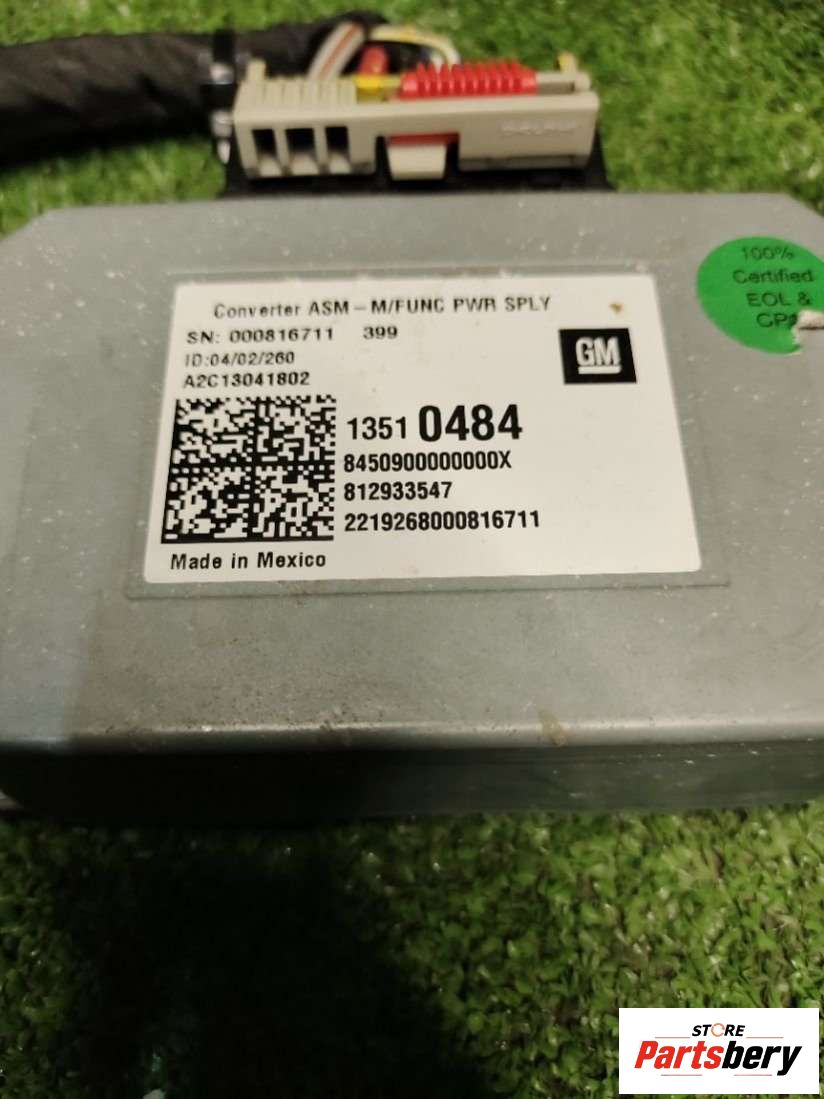 Converter ASM – M/FUNC PWR SPLY
SN: 000816711 399
ID:04/02/260
A2C13041802
GM
1351 0484
8450900000000X
812933547
2219268000816711
Made in Mexico
100%
Certified
EOL &
STORE
Partsbery